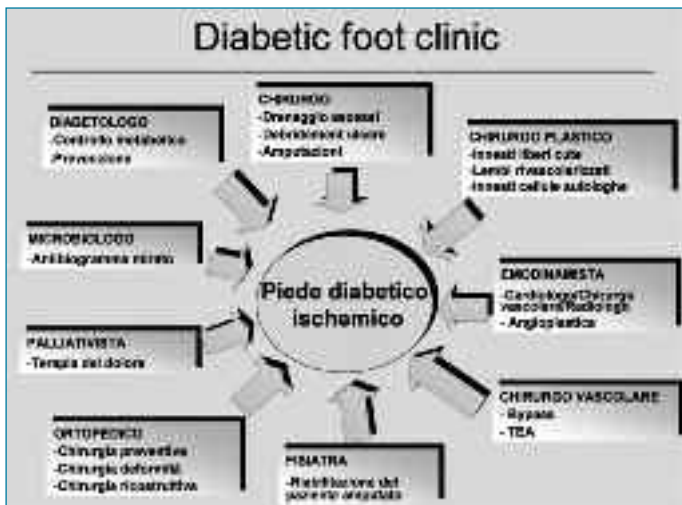 Diabetic foot clinic
DIABETOLOGO
-Controllo metabolico
-Prevenzione
CHIRURGO
-Drenaggio ascessi
-Debridement ulcere
-Amputazioni
CHIRURGO PLASTICO
-Innesti liberi cute
-Lembi rivascolarizzati
-Innesti cellule autologhe
MICROBIOLOGO
-Antibiogramma mirato
Piede diabetico
ischemico
EMODINAMISTA
-Cardiologo/Chirurgo
vascolare/Radiologo
- Angioplastica
PALLIATIVISTA
-Terapia del dolore
CHIRURGO VASCOLARE
- Bypass
- TEA
ORTOPEDICO
-Chirurgia preventiva
-Chirurgia deformità
-Chirurgia ricostruttiva
FISIATRA
-Riabilitazione del
paziente amputato